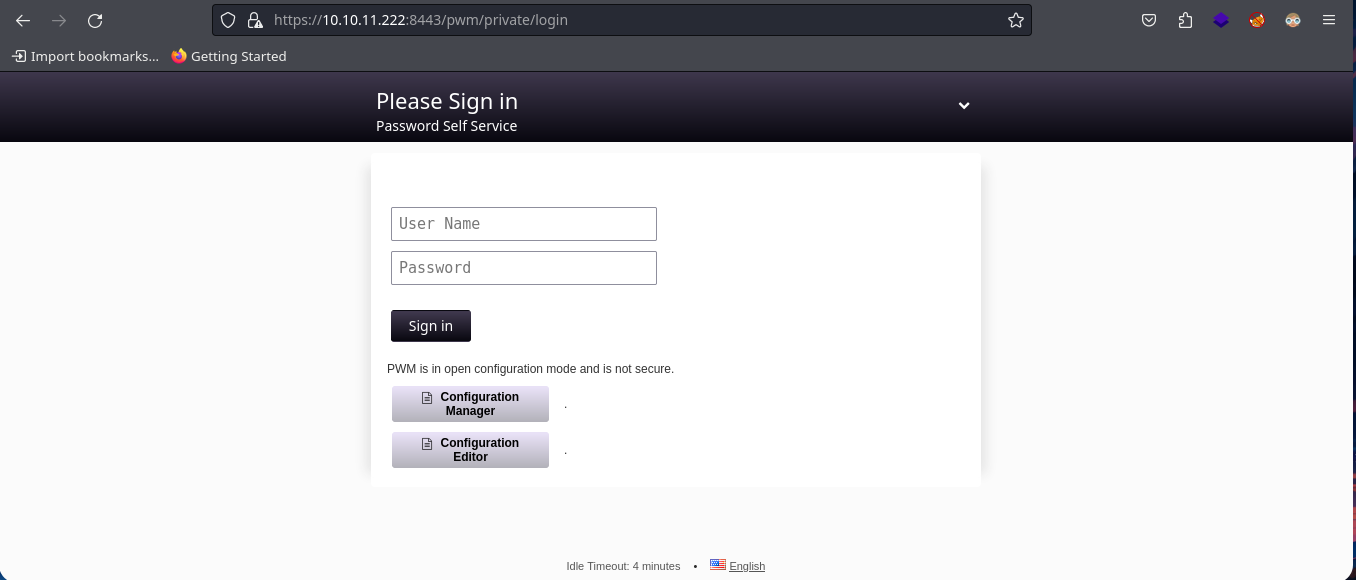 https://10.10.11.222:8443/pwm/private/login
Import bookmarks...
Getting Started
Please Sign in
Password Self Service
User Name
Password
Sign in
PWM is in open configuration mode and is not secure.
Configuration
Manager
.
Configuration
Editor
.
Idle Timeout: 4 minutes • English